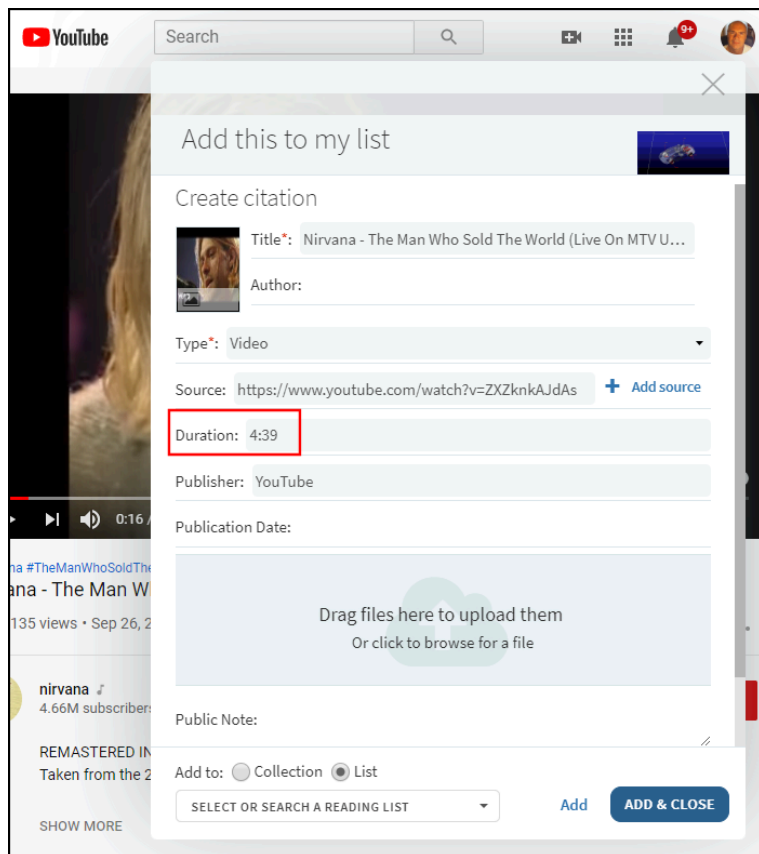 YouTube
Search
9+
Add this to my list
Create citation
Title*: Nirvana - The Man Who Sold The World (Live On MTV U...
Author:
Type*: Video
Source: https://www.youtube.com/watch?v=ZXZknkAJdAs + Add source
Duration: 4:39
Publisher: YouTube
0:16 /
Publication Date:
na #TheManWhoSoldThe
ana - The Man W
135 views • Sep 26, 2
Drag files here to upload them
Or click to browse for a file
nirvana
4.66M subscribers
Public Note:
REMASTERED IN
Taken from the 2
Add to: Collection List
SELECT OR SEARCH A READING LIST
Add
ADD & CLOSE
SHOW MORE